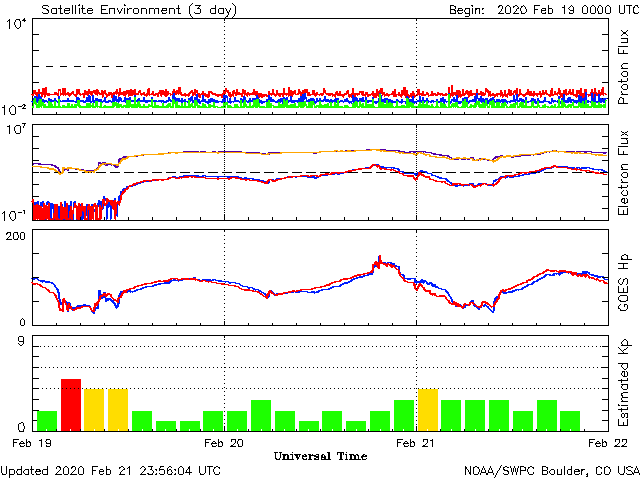 Satellite Environment (3 day) Begin: 2020 Feb 19 0000 UTC
10^4
10^-2
Proton Flux
10^7
10^-1
Electron Flux
200
0
GOES Hp
9
0
Estimated Kp
Feb 19 Feb 20 Feb 21 Feb 22
Universal Time
Updated 2020 Feb 21 23:56:04 UTC NOAA/SWPC Boulder, CO USA